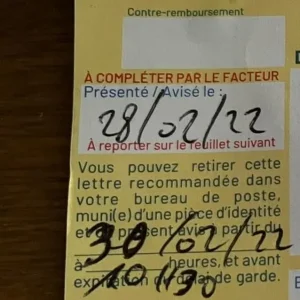 Contre-remboursement
À COMPLÉTER PAR LE FACTEUR
Présenté / Avisé le :
28/02/22
À reporter sur le feuillet suivant
Vous pouvez retirer cette
lettre recommandée dans
votre bureau de poste,
muni(e) d'une pièce d'identité
et du présent avis à partir du
30/02/22
à 10h30 heures, et avant
expiration du délai de garde.